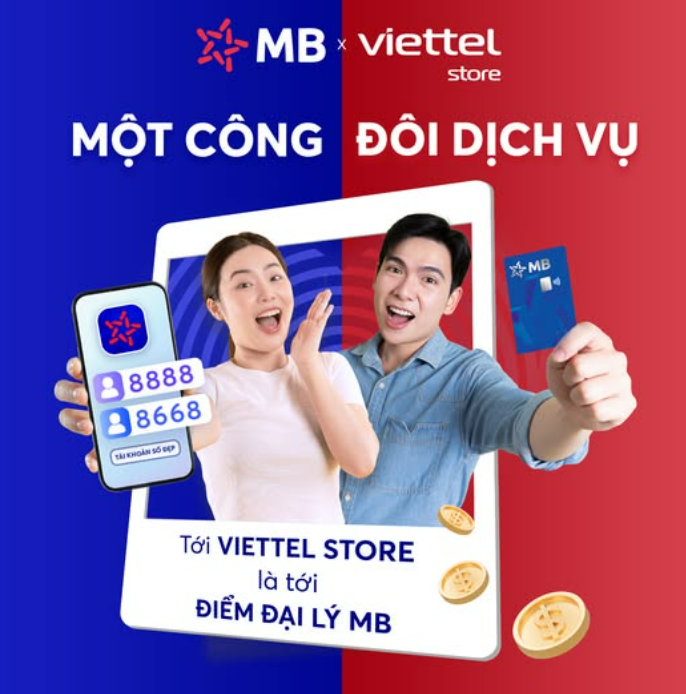 MB x viettel
store
MỘT CÔNG ĐÔI DỊCH VỤ
MB
8888
8668
TÀI KHOẢN SỐ ĐẸP
Tới VIETTEL STORE
là tới
ĐIỂM ĐẠI LÝ MB